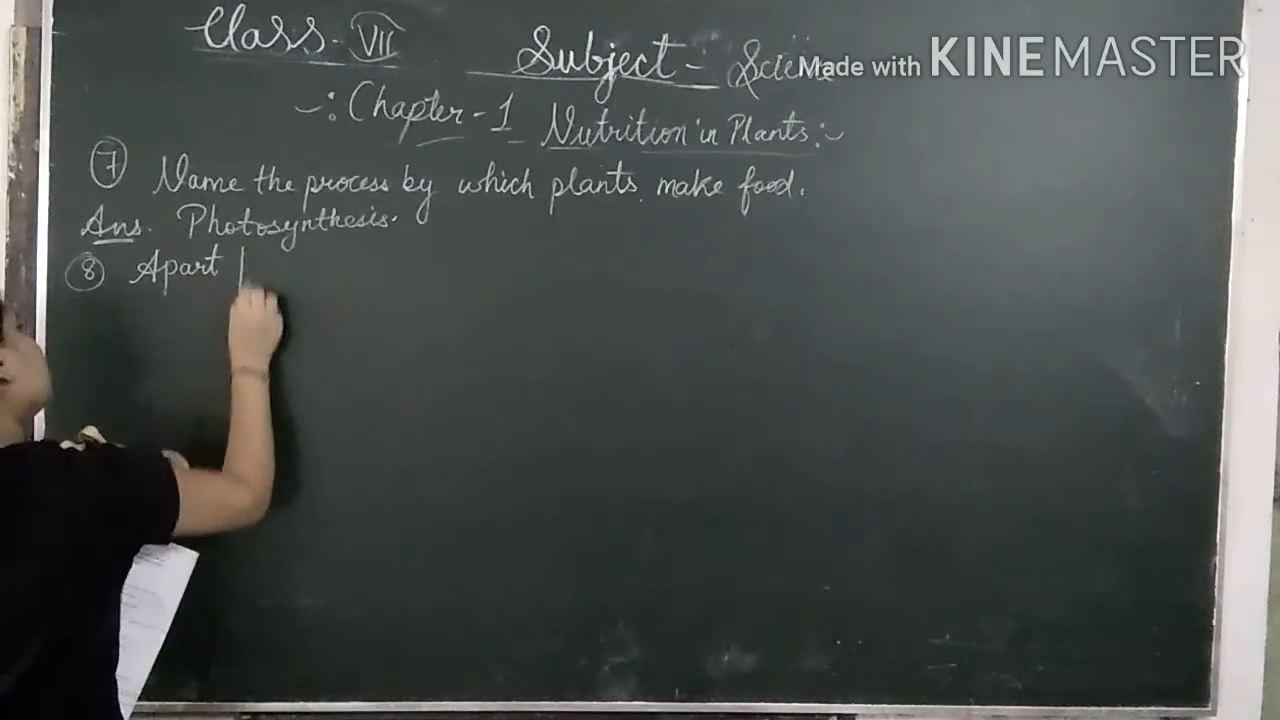 Class - VII
Subject - Science
Made with KINEMASTER
-: Chapter - 1 Nutrition in Plants :-
7 Name the process by which plants make food.
Ans. Photosynthesis.
8 Apart